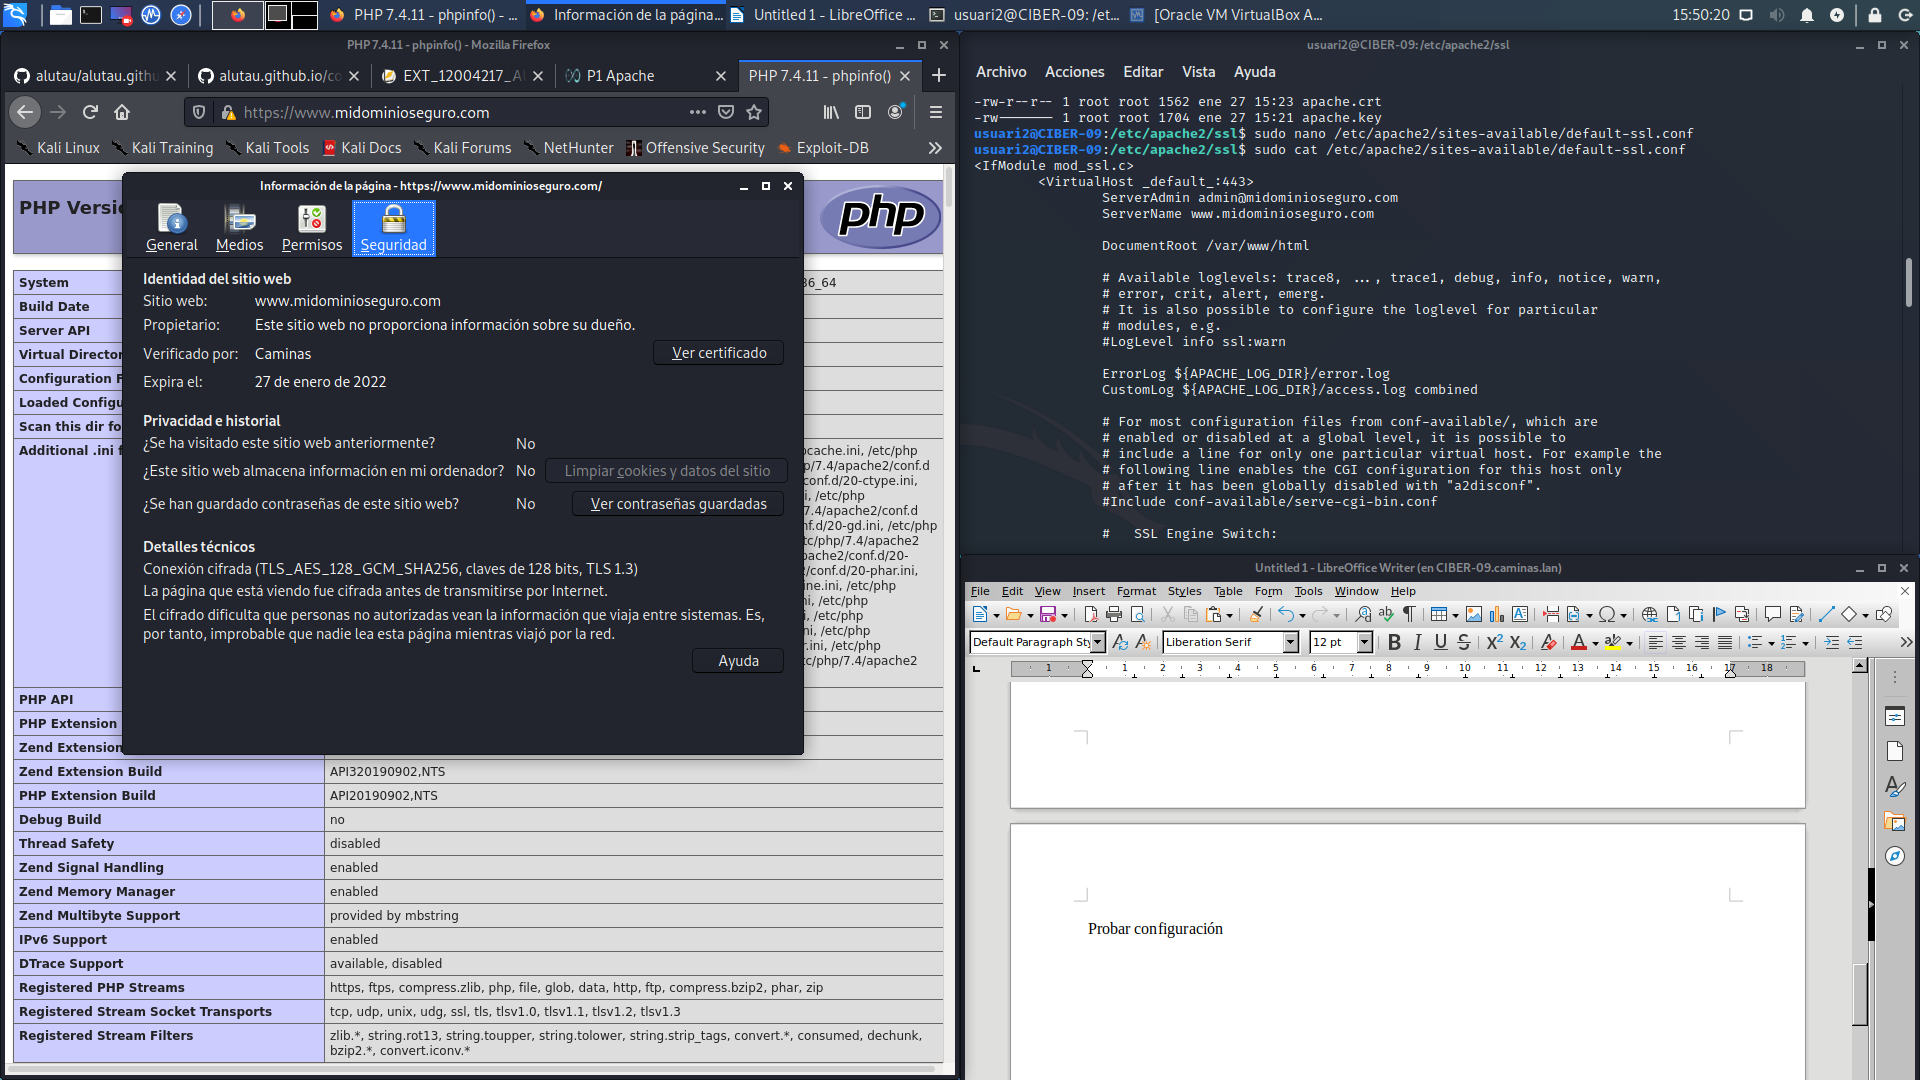 PHP 7.4.11 - phpinfo() - ...
Información de la página...
Untitled 1 - LibreOffice ...
usuari2@CIBER-09: /et...
[Oracle VM VirtualBox A...
15:50:20
PHP 7.4.11 - phpinfo() - Mozilla Firefox
alutau/alutau.githu
alutau.github.io/co
EXT_12004217_A
P1 Apache
PHP 7.4.11 - phpinfo()
https://www.midominioseguro.com
Kali Linux
Kali Training
Kali Tools
Kali Docs
Kali Forums
NetHunter
Offensive Security
Exploit-DB
PHP Versi
php
System
86_64
Build Date
Server API
Virtual Director
Configuration F
Loaded Configu
Scan this dir fo
Additional .ini f
ocache.ini, /etc/php
/7.4/apache2/conf.d
conf.d/20-ctype.ini,
i, /etc/php
7.4/apache2/conf.d
nf.d/20-gd.ini, /etc/php
tc/php/7.4/apache2
pache2/conf.d/20-
/conf.d/20-phar.ini,
ine.ini, /etc/php
ni, /etc/php
i, /etc/php
ni, /etc/php
r.ini, /etc/php
c/php/7.4/apache2
PHP API
PHP Extension
Zend Extension
Zend Extension Build API320190902,NTS
PHP Extension Build API20190902,NTS
Debug Build no
Thread Safety disabled
Zend Signal Handling enabled
Zend Memory Manager enabled
Zend Multibyte Support provided by mbstring
IPv6 Support enabled
DTrace Support available, disabled
Registered PHP Streams https, ftps, compress.zlib, php, file, glob, data, http, ftp, compress.bzip2, phar, zip
Registered Stream Socket Transports tcp, udp, unix, udg, ssl, tls, tlsv1.0, tlsv1.1, tlsv1.2, tlsv1.3
Registered Stream Filters zlib.*, string.rot13, string.toupper, string.tolower, string.strip_tags, convert.*, consumed, dechunk,
bzip2.*, convert.iconv.*
Información de la página - https://www.midominioseguro.com/
General
Medios
Permisos
Seguridad
Identidad del sitio web
Sitio web: www.midominioseguro.com
Propietario: Este sitio web no proporciona información sobre su dueño.
Verificado por: Caminas
Ver certificado
Expira el: 27 de enero de 2022
Privacidad e historial
¿Se ha visitado este sitio web anteriormente? No
¿Este sitio web almacena información en mi ordenador? No
Limpiar cookies y datos del sitio
¿Se han guardado contraseñas de este sitio web? No
Ver contraseñas guardadas
Detalles técnicos
Conexión cifrada (TLS_AES_128_GCM_SHA256, claves de 128 bits, TLS 1.3)
La página que está viendo fue cifrada antes de transmitirse por Internet.
El cifrado dificulta que personas no autorizadas vean la información que viaja entre sistemas. Es,
por tanto, improbable que nadie lea esta página mientras viajó por la red.
Ayuda
usuari2@CIBER-09: /etc/apache2/ssl
Archivo Acciones Editar Vista Ayuda
-rw-r--r-- 1 root root 1562 ene 27 15:23 apache.crt
-rw------- 1 root root 1704 ene 27 15:21 apache.key
usuari2@CIBER-09:/etc/apache2/ssl$ sudo nano /etc/apache2/sites-available/default-ssl.conf
usuari2@CIBER-09:/etc/apache2/ssl$ sudo cat /etc/apache2/sites-available/default-ssl.conf
<IfModule mod_ssl.c>
<VirtualHost _default_:443>
ServerAdmin admin@midominioseguro.com
ServerName www.midominioseguro.com
DocumentRoot /var/www/html
# Available loglevels: trace8, ..., trace1, debug, info, notice, warn,
# error, crit, alert, emerg.
# It is also possible to configure the loglevel for particular
# modules, e.g.
#LogLevel info ssl:warn
ErrorLog ${APACHE_LOG_DIR}/error.log
CustomLog ${APACHE_LOG_DIR}/access.log combined
# For most configuration files from conf-available/, which are
# enabled or disabled at a global level, it is possible to
# include a line for only one particular virtual host. For example the
# following line enables the CGI configuration for this host only
# after it has been globally disabled with "a2disconf".
#Include conf-available/serve-cgi-bin.conf
# SSL Engine Switch:
Untitled 1 - LibreOffice Writer (en CIBER-09.caminas.lan)
File Edit View Insert Format Styles Table Form Tools Window Help
Default Paragraph Sty
Liberation Serif
12 pt
1 1 2 3 4 5 6 7 8 9 10 11 12 13 14 15 16 17 18
Probar configuración